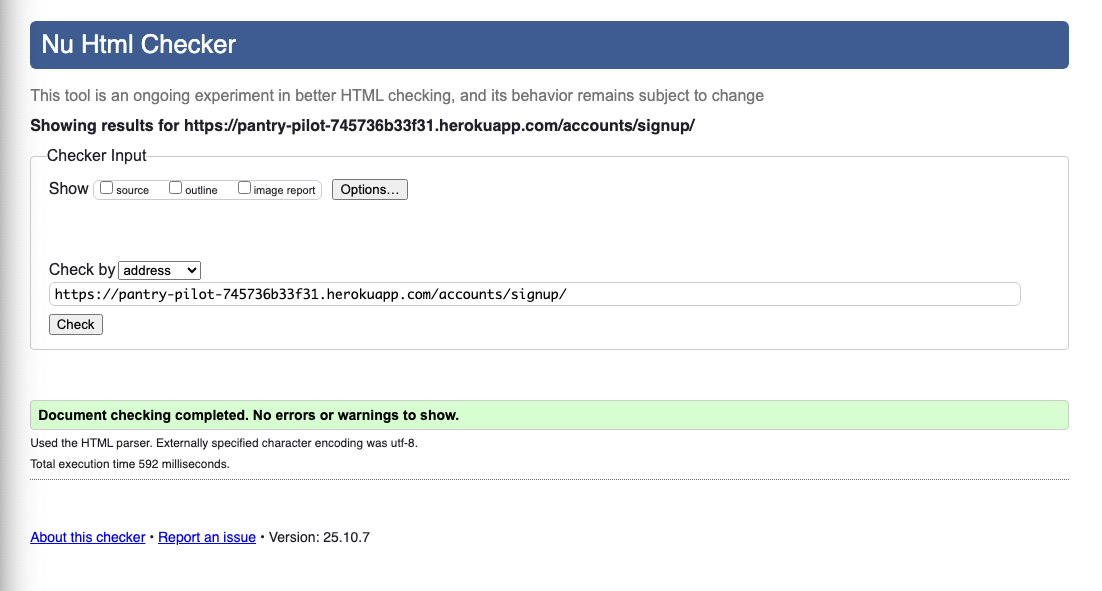 Nu Html Checker
This tool is an ongoing experiment in better HTML checking, and its behavior remains subject to change
Showing results for https://pantry-pilot-745736b33f31.herokuapp.com/accounts/signup/
Checker Input
Show source outline image report Options...
Check by address
https://pantry-pilot-745736b33f31.herokuapp.com/accounts/signup/
Check
Document checking completed. No errors or warnings to show.
Used the HTML parser. Externally specified character encoding was utf-8.
Total execution time 592 milliseconds.
About this checker • Report an issue • Version: 25.10.7